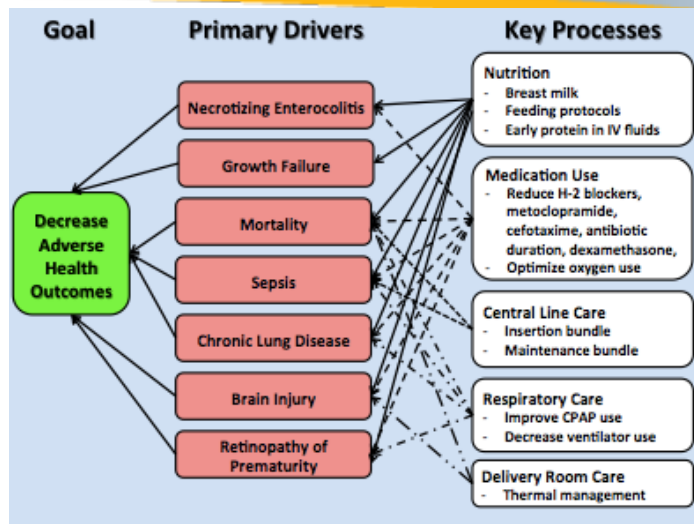 Goal
Primary Drivers
Key Processes
Decrease
Adverse
Health
Outcomes
Necrotizing Enterocolitis
Growth Failure
Mortality
Sepsis
Chronic Lung Disease
Brain Injury
Retinopathy of
Prematurity
Nutrition
- Breast milk
- Feeding protocols
- Early protein in IV fluids
Medication Use
- Reduce H-2 blockers,
metoclopramide,
cefotaxime, antibiotic
duration, dexamethasone,
- Optimize oxygen use
Central Line Care
- Insertion bundle
- Maintenance bundle
Respiratory Care
- Improve CPAP use
- Decrease ventilator use
Delivery Room Care
- Thermal management